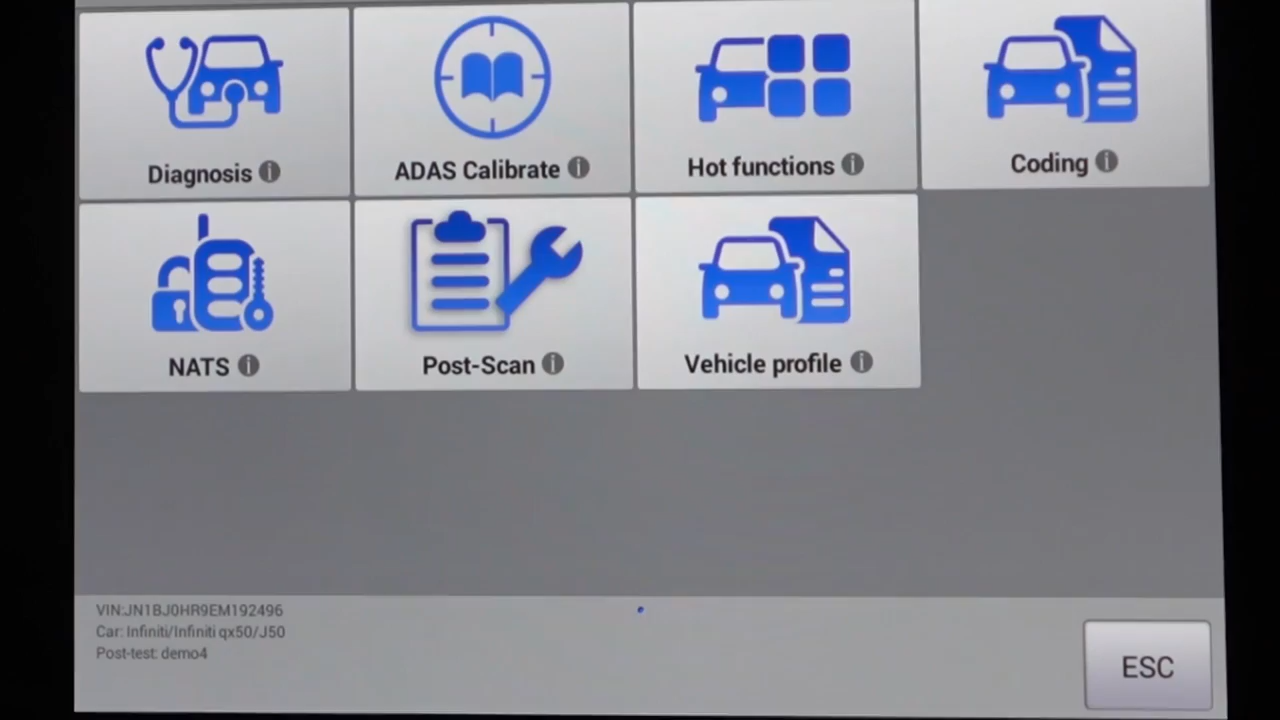 Diagnosis
ADAS Calibrate
Hot functions
Coding
NATS
Post-Scan
Vehicle profile
VIN:JN1BJ0HR9EM192496
Car: Infiniti/Infiniti qx50/J50
Post-test: demo4
ESC